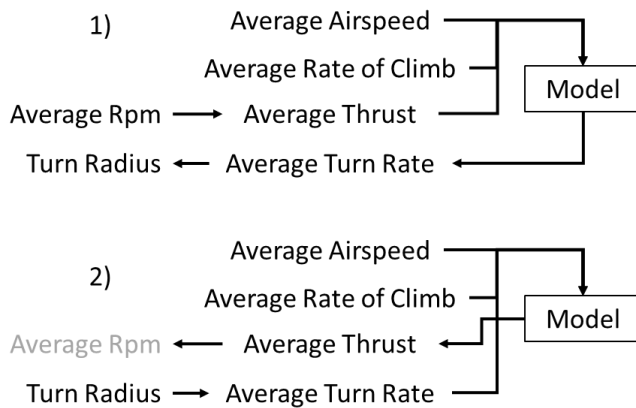 1)
Average Airspeed
Average Rate of Climb
Model
Average Rpm Average Thrust
Turn Radius Average Turn Rate
2)
Average Airspeed
Average Rate of Climb
Model
Average Rpm Average Thrust
Turn Radius Average Turn Rate